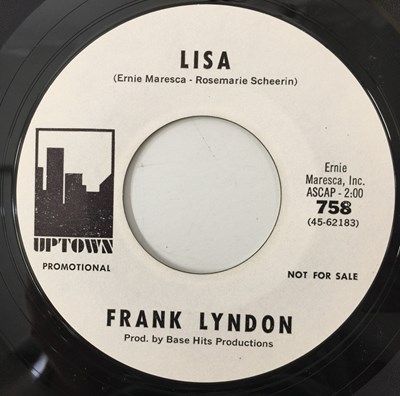 LISA
(Ernie Maresca - Rosemarie Scheerin)
UPTOWN
PROMOTIONAL
Ernie
Maresca, Inc.
ASCAP - 2:00
758
(45-62183)
NOT FOR SALE
FRANK LYNDON
Prod. by Base Hits Productions